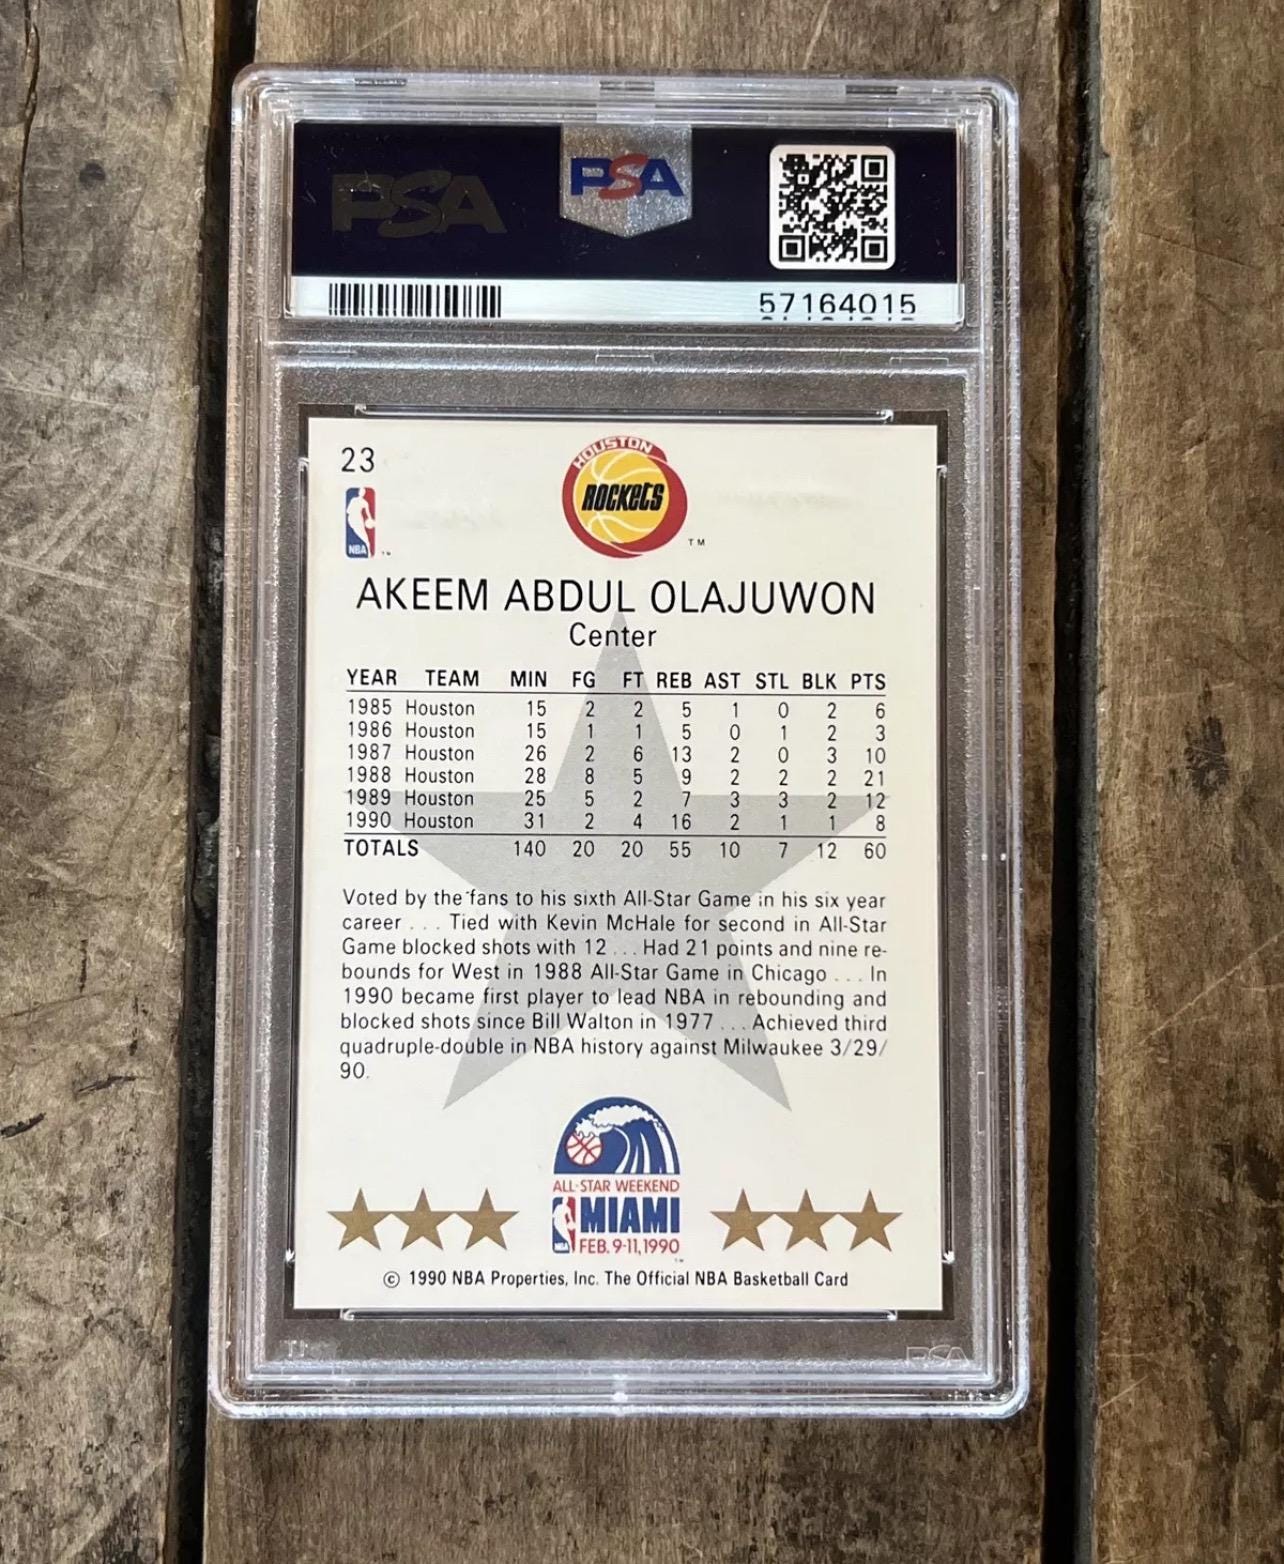 PSA
PSA
57164015
23
HOUSTON
ROCKETS
TM
NBA
AKEEM ABDUL OLAJUWON
Center
YEAR TEAM MIN FG FT REB AST STL BLK PTS
1985 Houston 15 2 2 5 1 0 2 6
1986 Houston 15 1 1 5 0 1 2 3
1987 Houston 26 2 6 13 2 0 3 10
1988 Houston 28 8 5 9 2 2 2 21
1989 Houston 25 5 2 7 3 3 2 12
1990 Houston 31 2 4 16 2 1 1 8
TOTALS 140 20 20 55 10 7 12 60
Voted by the fans to his sixth All-Star Game in his six year
career . . . Tied with Kevin McHale for second in All-Star
Game blocked shots with 12 . . . Had 21 points and nine re-
bounds for West in 1988 All-Star Game in Chicago . . . In
1990 became first player to lead NBA in rebounding and
blocked shots since Bill Walton in 1977 . . . Achieved third
quadruple-double in NBA history against Milwaukee 3/29/
90.
ALL-STAR WEEKEND
NBA
MIAMI
FEB. 9-11, 1990
© 1990 NBA Properties, Inc. The Official NBA Basketball Card
PSA